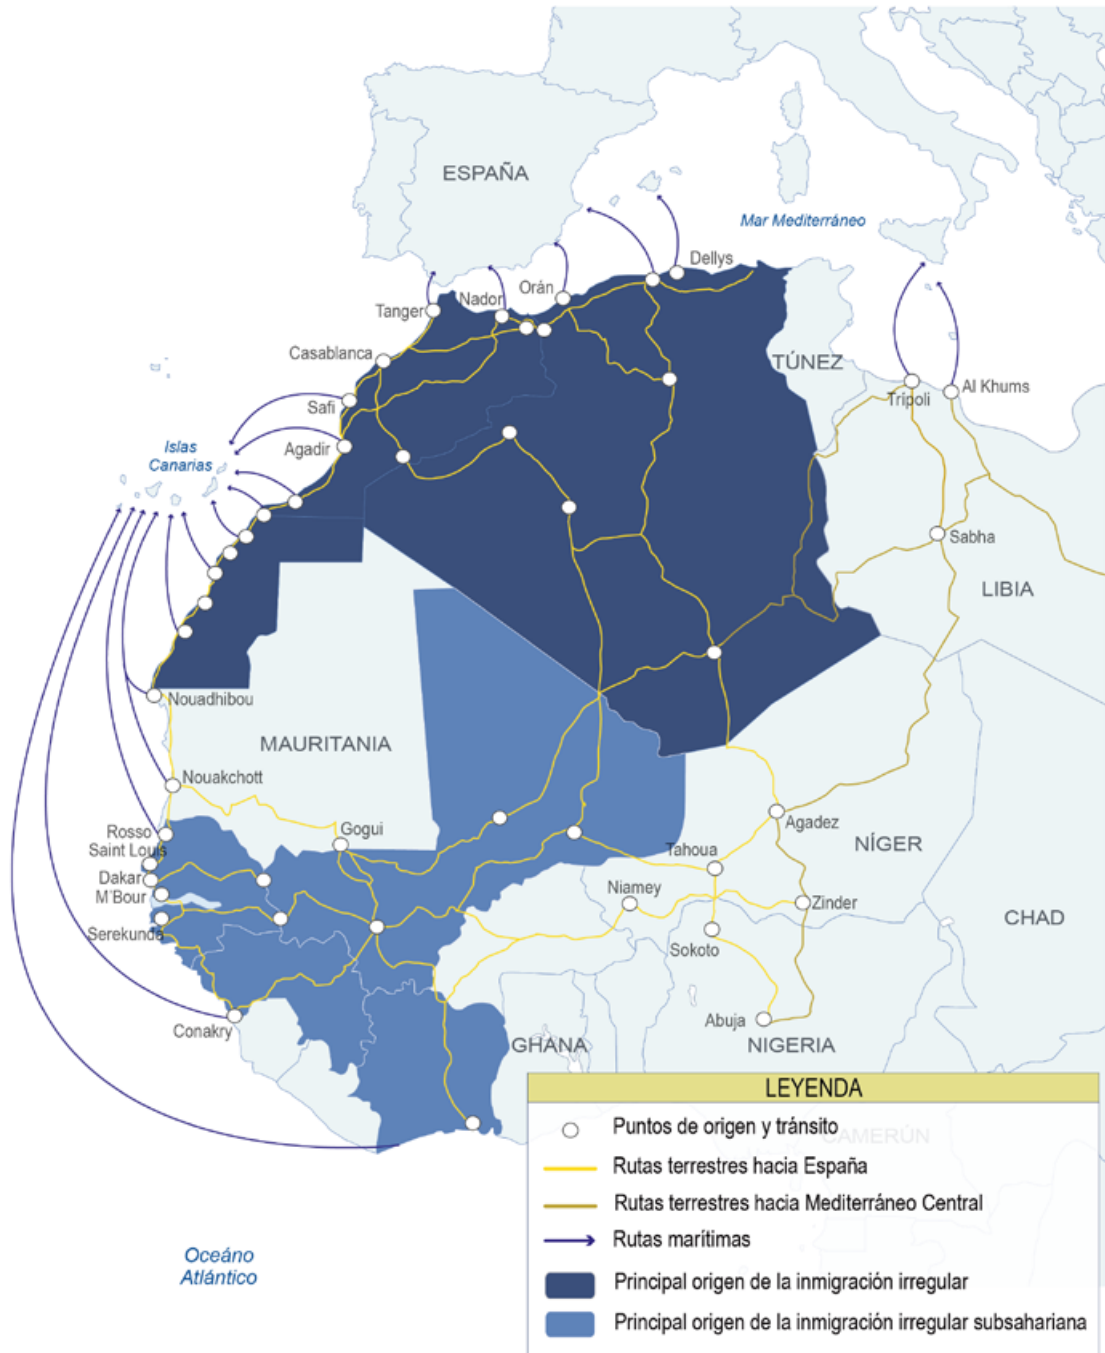 ESPAÑA
Mar Mediterráneo
Dellys
Orán
Nador
Tanger
Casablanca
TÚNEZ
Trípoli
Al Khums
Safi
Agadir
Islas
Canarias
Sabha
LIBIA
Nouadhibou
MAURITANIA
Nouakchott
Rosso
Gogui
Agadez
NÍGER
Saint Louis
Tahoua
Dakar
M'Bour
Niamey
Zinder
CHAD
Serekunda
Sokoto
Conakry
Abuja
GHANA
NIGERIA
LEYENDA
Puntos de origen y tránsito
CAMERÚN
Rutas terrestres hacia España
Rutas terrestres hacia Mediterráneo Central
Rutas marítimas
Principal origen de la inmigración irregular
Principal origen de la inmigración irregular subsahariana
Oceáno
Atlántico